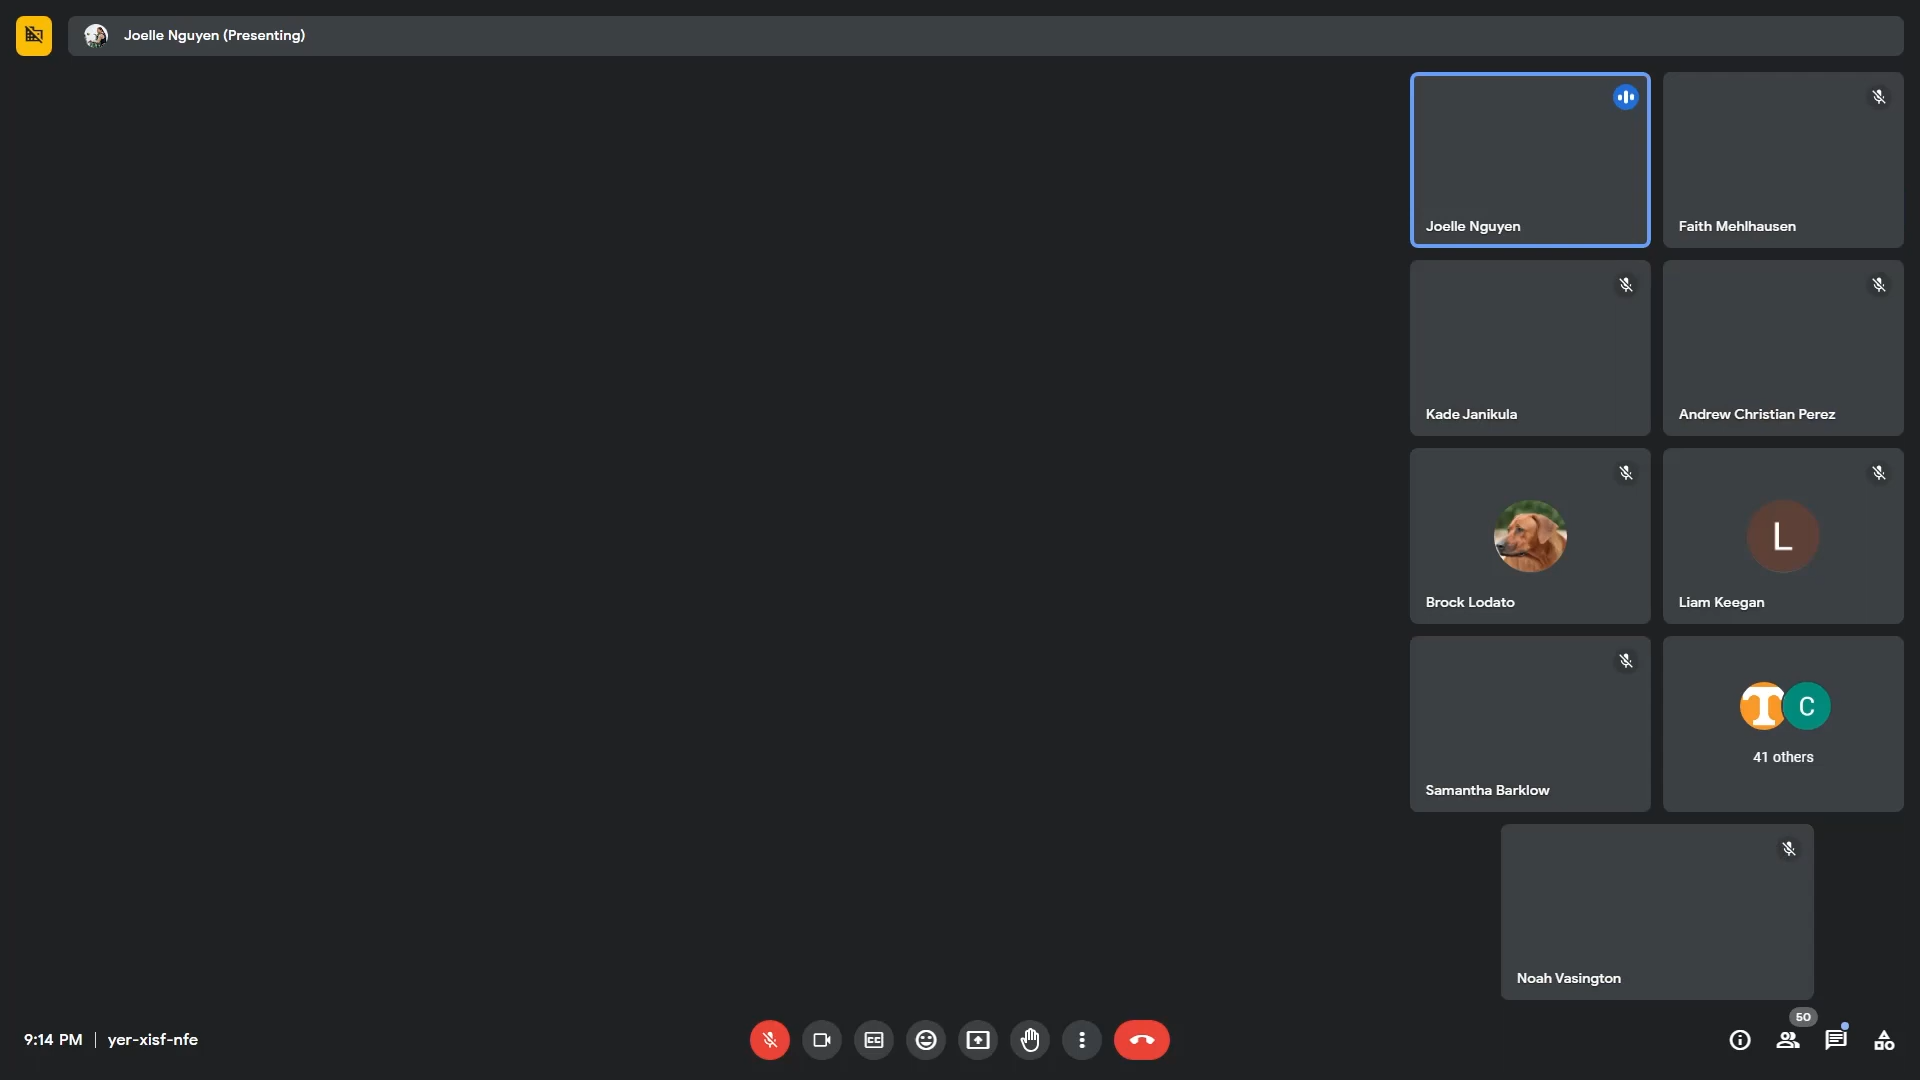 Joelle Nguyen (Presenting)
Joelle Nguyen
Faith Mehlhausen
Kade Janikula
Andrew Christian Perez
L
Brock Lodato
Liam Keegan
T C
41 others
Samantha Barklow
Noah Vasington
50
9:14 PM | yer-xisf-nfe
CC